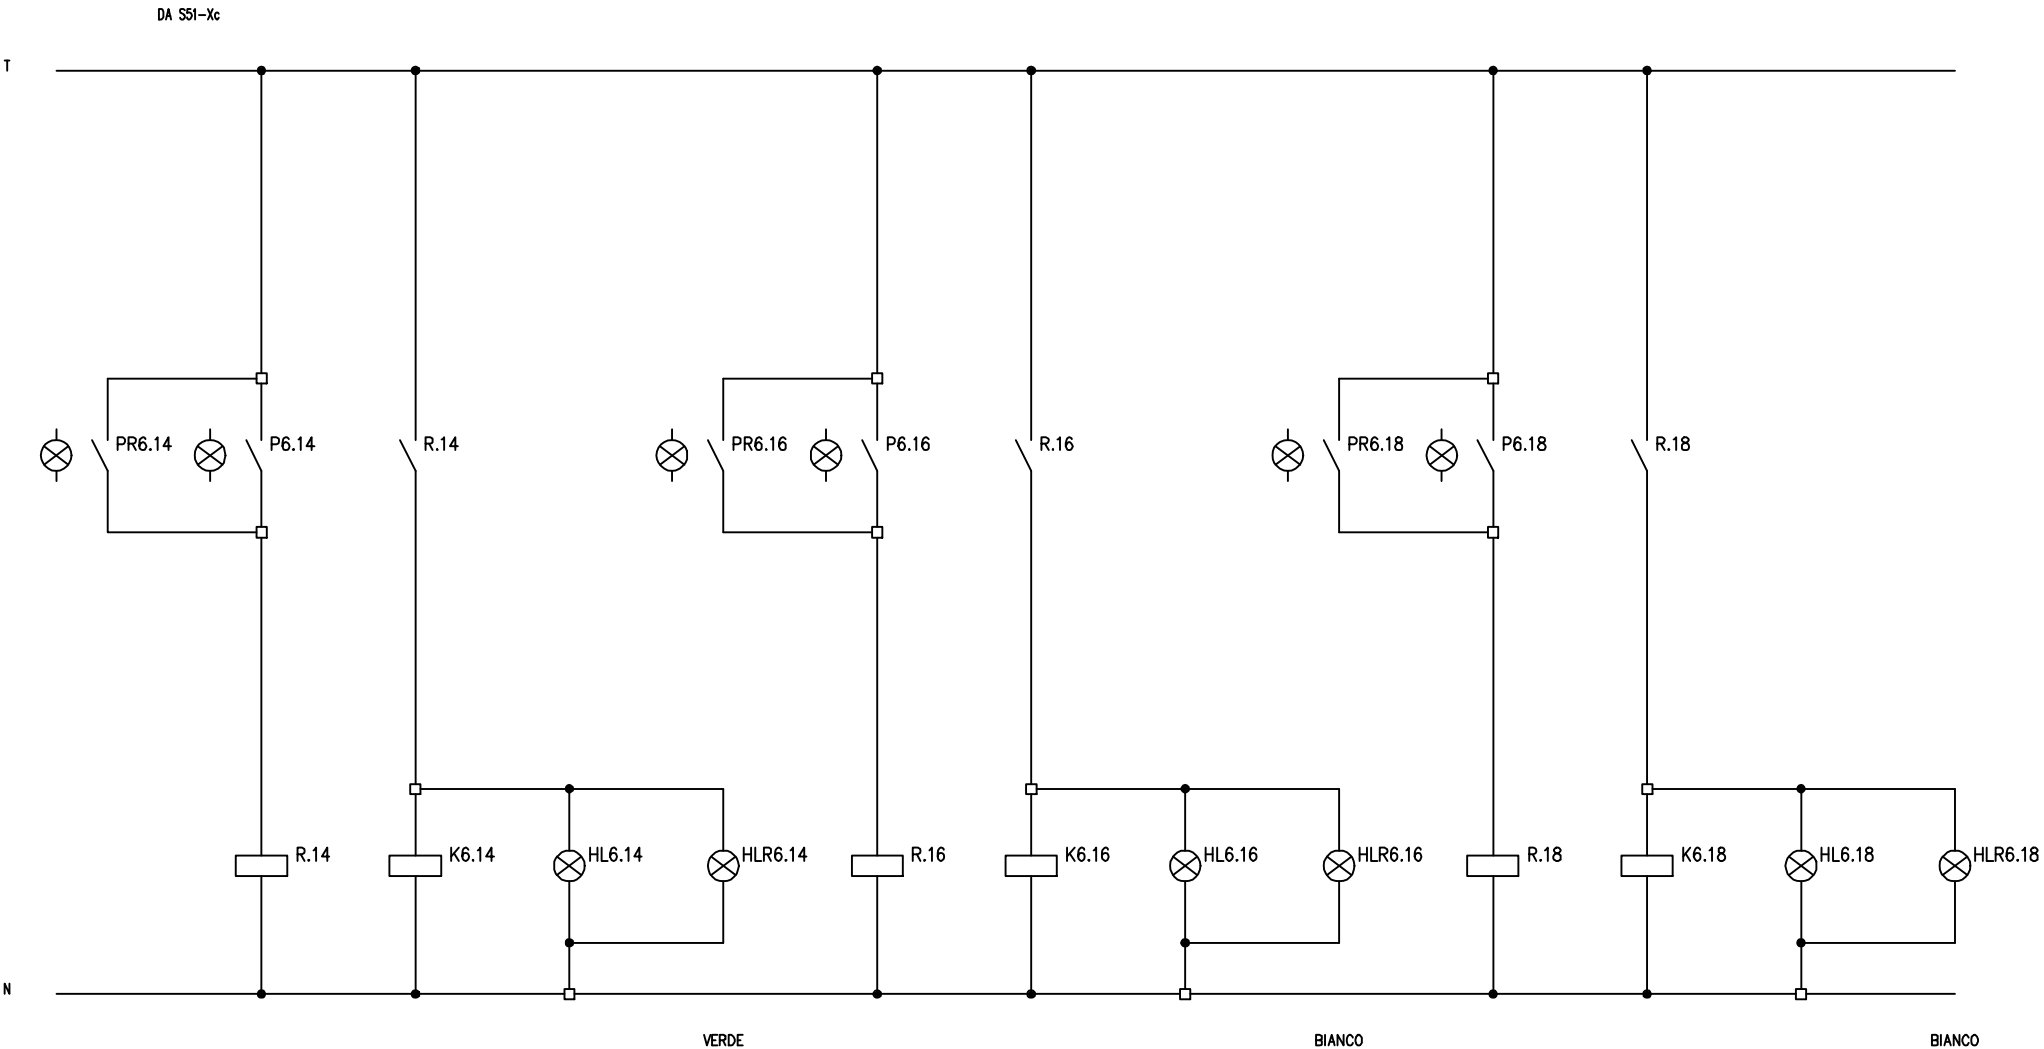 DA S51-Xc
T
PR6.14 P6.14 R.14 PR6.16 P6.16 R.16 PR6.18 P6.18 R.18
R.14 K6.14 HL6.14 HLR6.14 R.16 K6.16 HL6.16 HLR6.16 R.18 K6.18 HL6.18 HLR6.18
N
VERDE BIANCO BIANCO